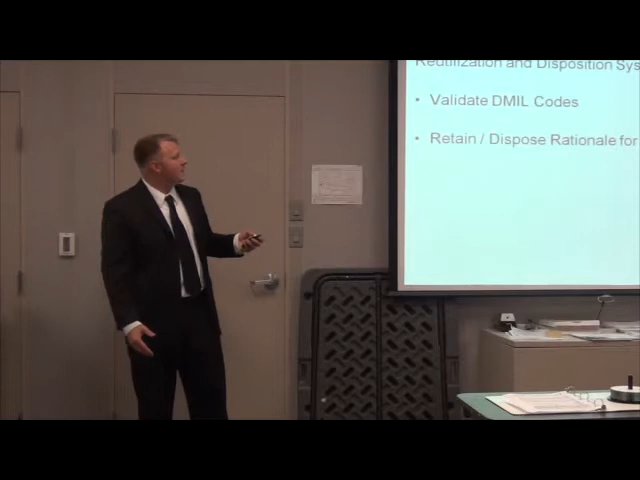 Reutilization and Disposition Sys
• Validate DMIL Codes
• Retain / Dispose Rationale for